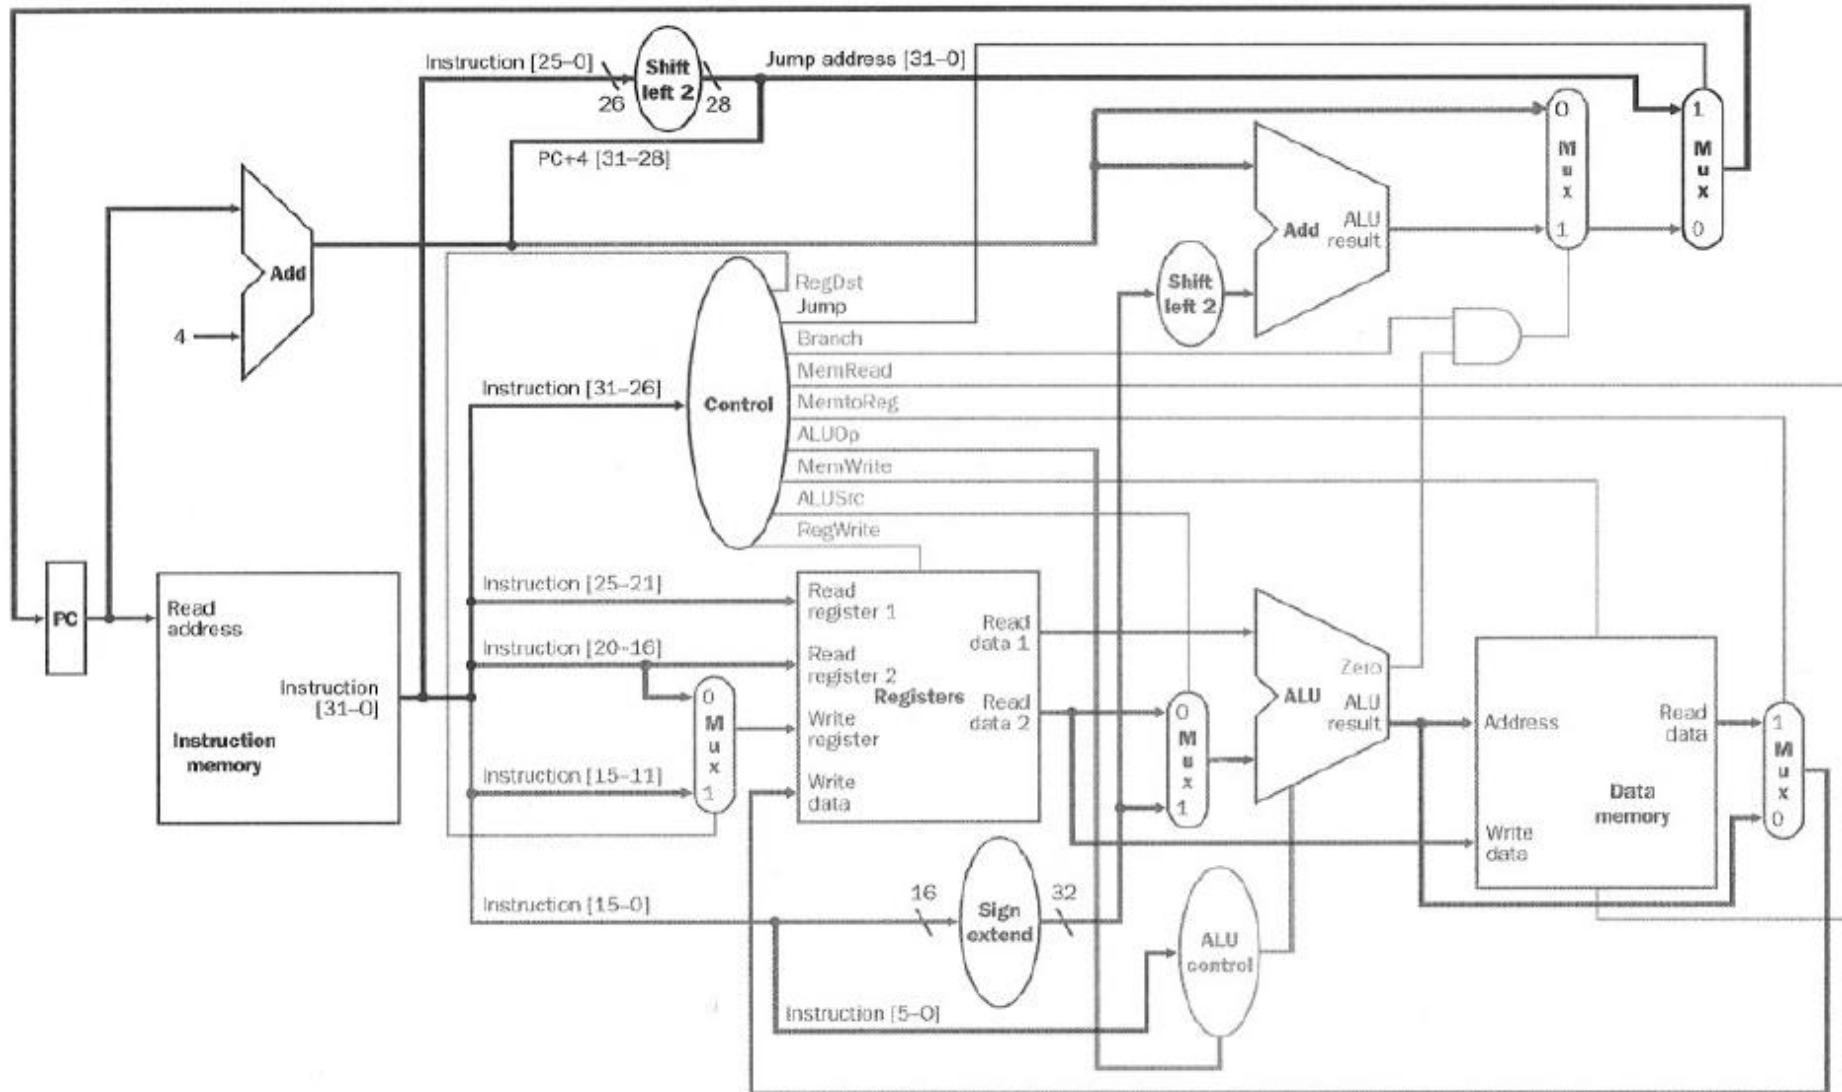 Instruction [25–0]
26
Shift
left 2
28
Jump address [31–0]
PC+4 [31–28]
Add
4
0
M
u
x
1
1
M
u
x
0
Add
ALU
result
Shift
left 2
RegDst
Jump
Branch
MemRead
MemtoReg
ALUOp
MemWrite
ALUSrc
RegWrite
Instruction [31–26]
Control
PC
Read
address
Instruction
[31–0]
Instruction
memory
Instruction [25–21]
Instruction [20–16]
Instruction [15–11]
0
M
u
x
1
Read
register 1
Read
register 2
Write
register
Write
data
Registers
Read
data 1
Read
data 2
0
M
u
x
1
Zero
ALU
ALU
result
Address
Write
data
Read
data
Data
memory
1
M
u
x
0
Instruction [15–0]
16
Sign
extend
32
ALU
control
Instruction [5–0]